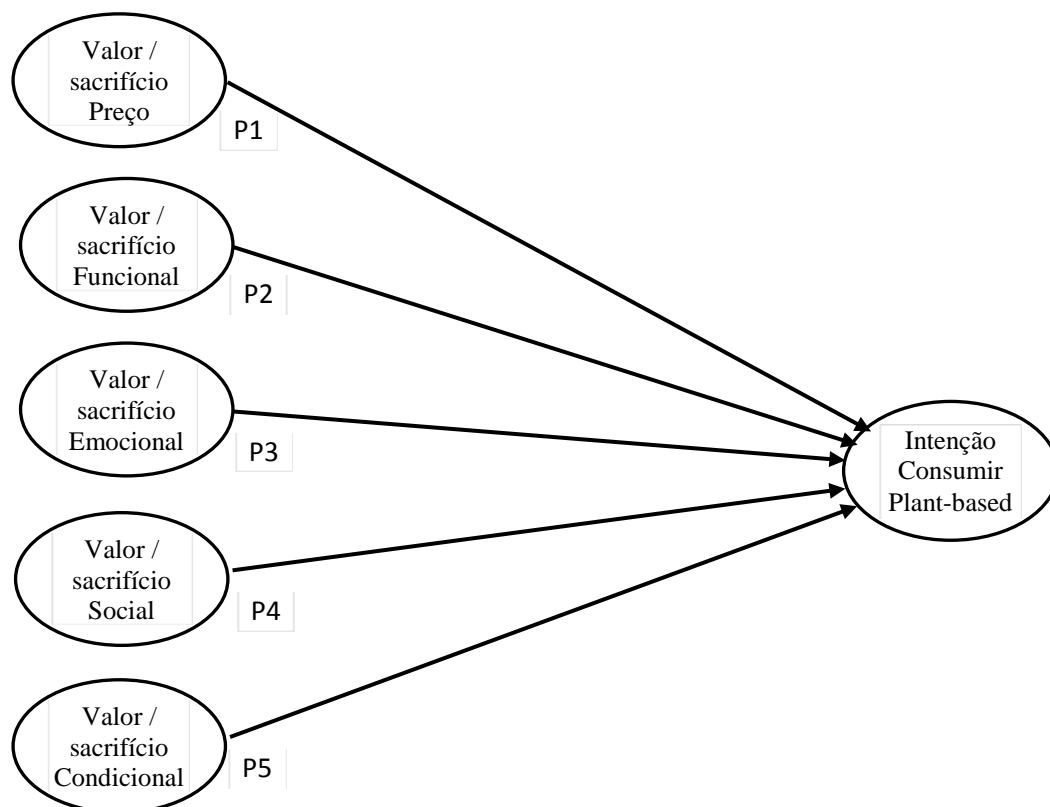 Valor /
sacrifício
Preço
P1
Valor /
sacrifício
Funcional
P2
Valor /
sacrifício
Emocional
P3
Intenção
Consumir
Plant-based
Valor /
sacrifício
Social
P4
Valor /
sacrifício
Condicional
P5